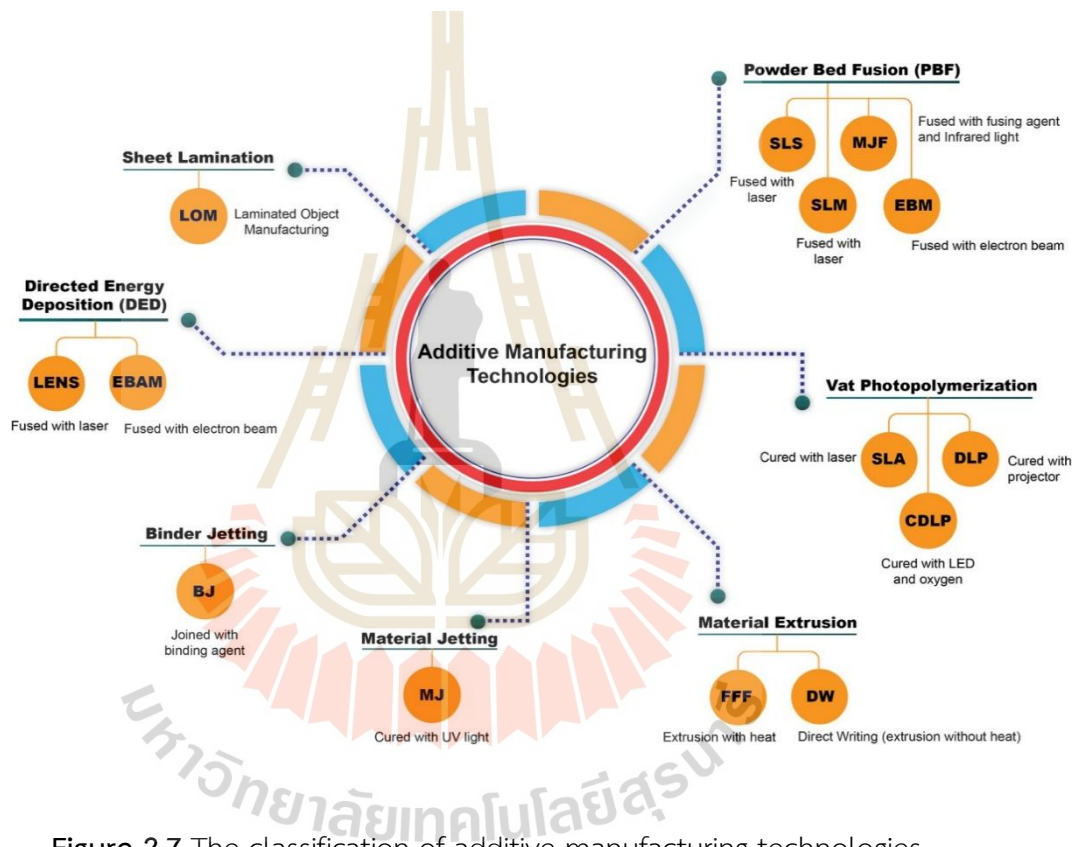 Powder Bed Fusion (PBF)
SLS
MJF
Fused with fusing agent
and Infrared light
Fused with
laser
SLM
EBM
Fused with
laser
Fused with electron beam
Sheet Lamination
LOM
Laminated Object
Manufacturing
Directed Energy
Deposition (DED)
LENS
EBAM
Fused with laser
Fused with electron beam
Additive Manufacturing
Technologies
Vat Photopolymerization
Cured with laser
SLA
DLP
Cured with
projector
CDLP
Cured with LED
and oxygen
Binder Jetting
BJ
Joined with
binding agent
Material Jetting
MJ
Cured with UV light
Material Extrusion
FFF
DW
Extrusion with heat
Direct Writing (extrusion without heat)
มหาวิทยาลัยเทคโนโลยีสุรนารี
Figure 2.7 The classification of additive manufacturing technologies